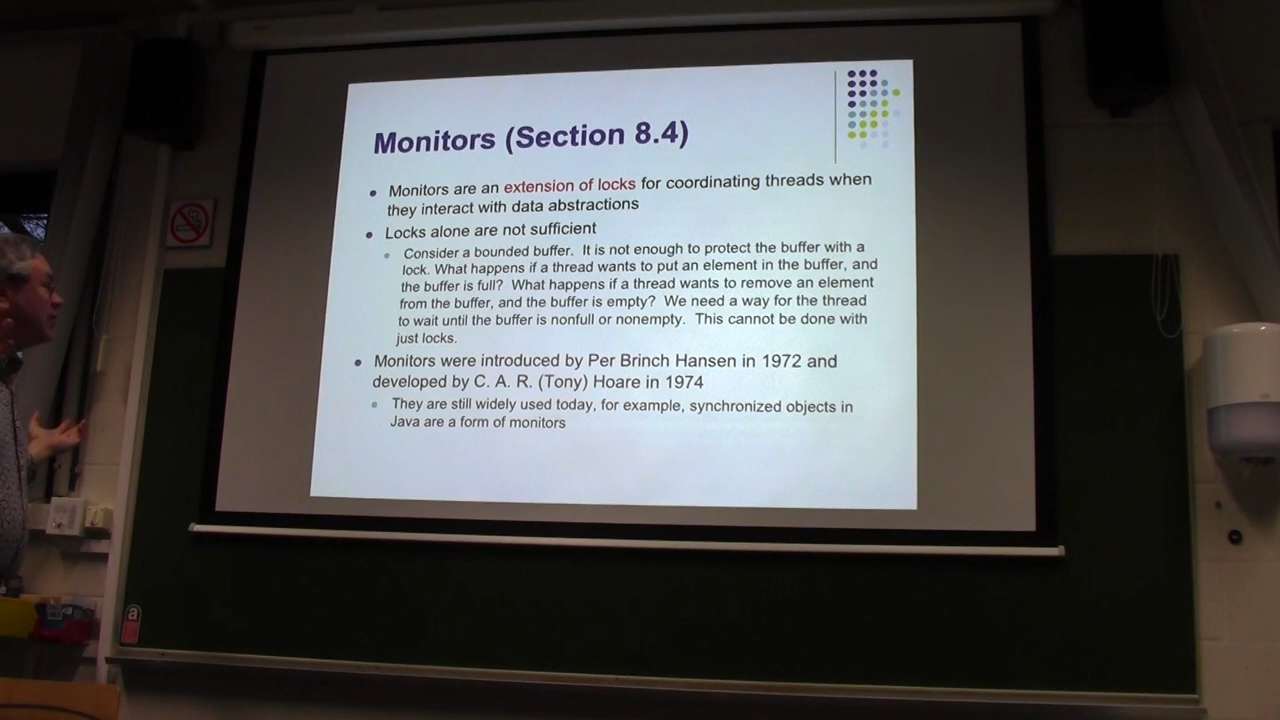 Monitors (Section 8.4)
Monitors are an extension of locks for coordinating threads when
they interact with data abstractions
Locks alone are not sufficient
Consider a bounded buffer. It is not enough to protect the buffer with a
lock. What happens if a thread wants to put an element in the buffer, and
the buffer is full? What happens if a thread wants to remove an element
from the buffer, and the buffer is empty? We need a way for the thread
to wait until the buffer is nonfull or nonempty. This cannot be done with
just locks.
Monitors were introduced by Per Brinch Hansen in 1972 and
developed by C. A. R. (Tony) Hoare in 1974
They are still widely used today, for example, synchronized objects in
Java are a form of monitors
a